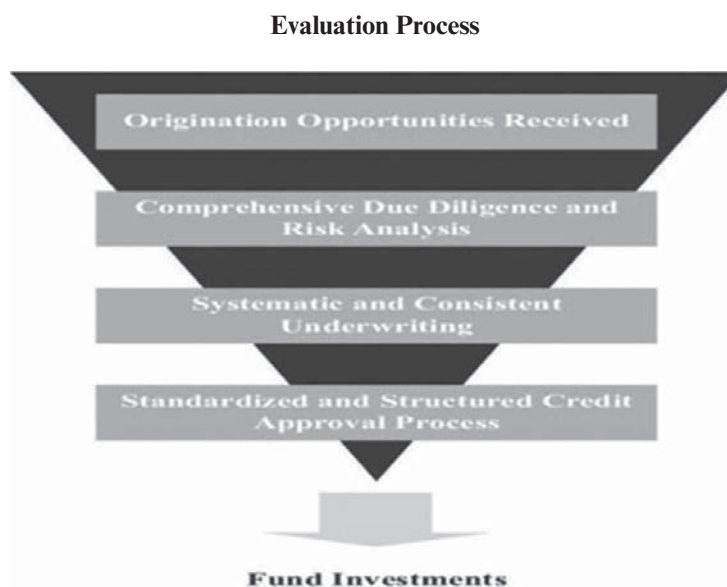 Evaluation Process
Origination Opportunities Received
Comprehensive Due Diligence and
Risk Analysis
Systematic and Consistent
Underwriting
Standardized and Structured Credit
Approval Process
Fund Investments